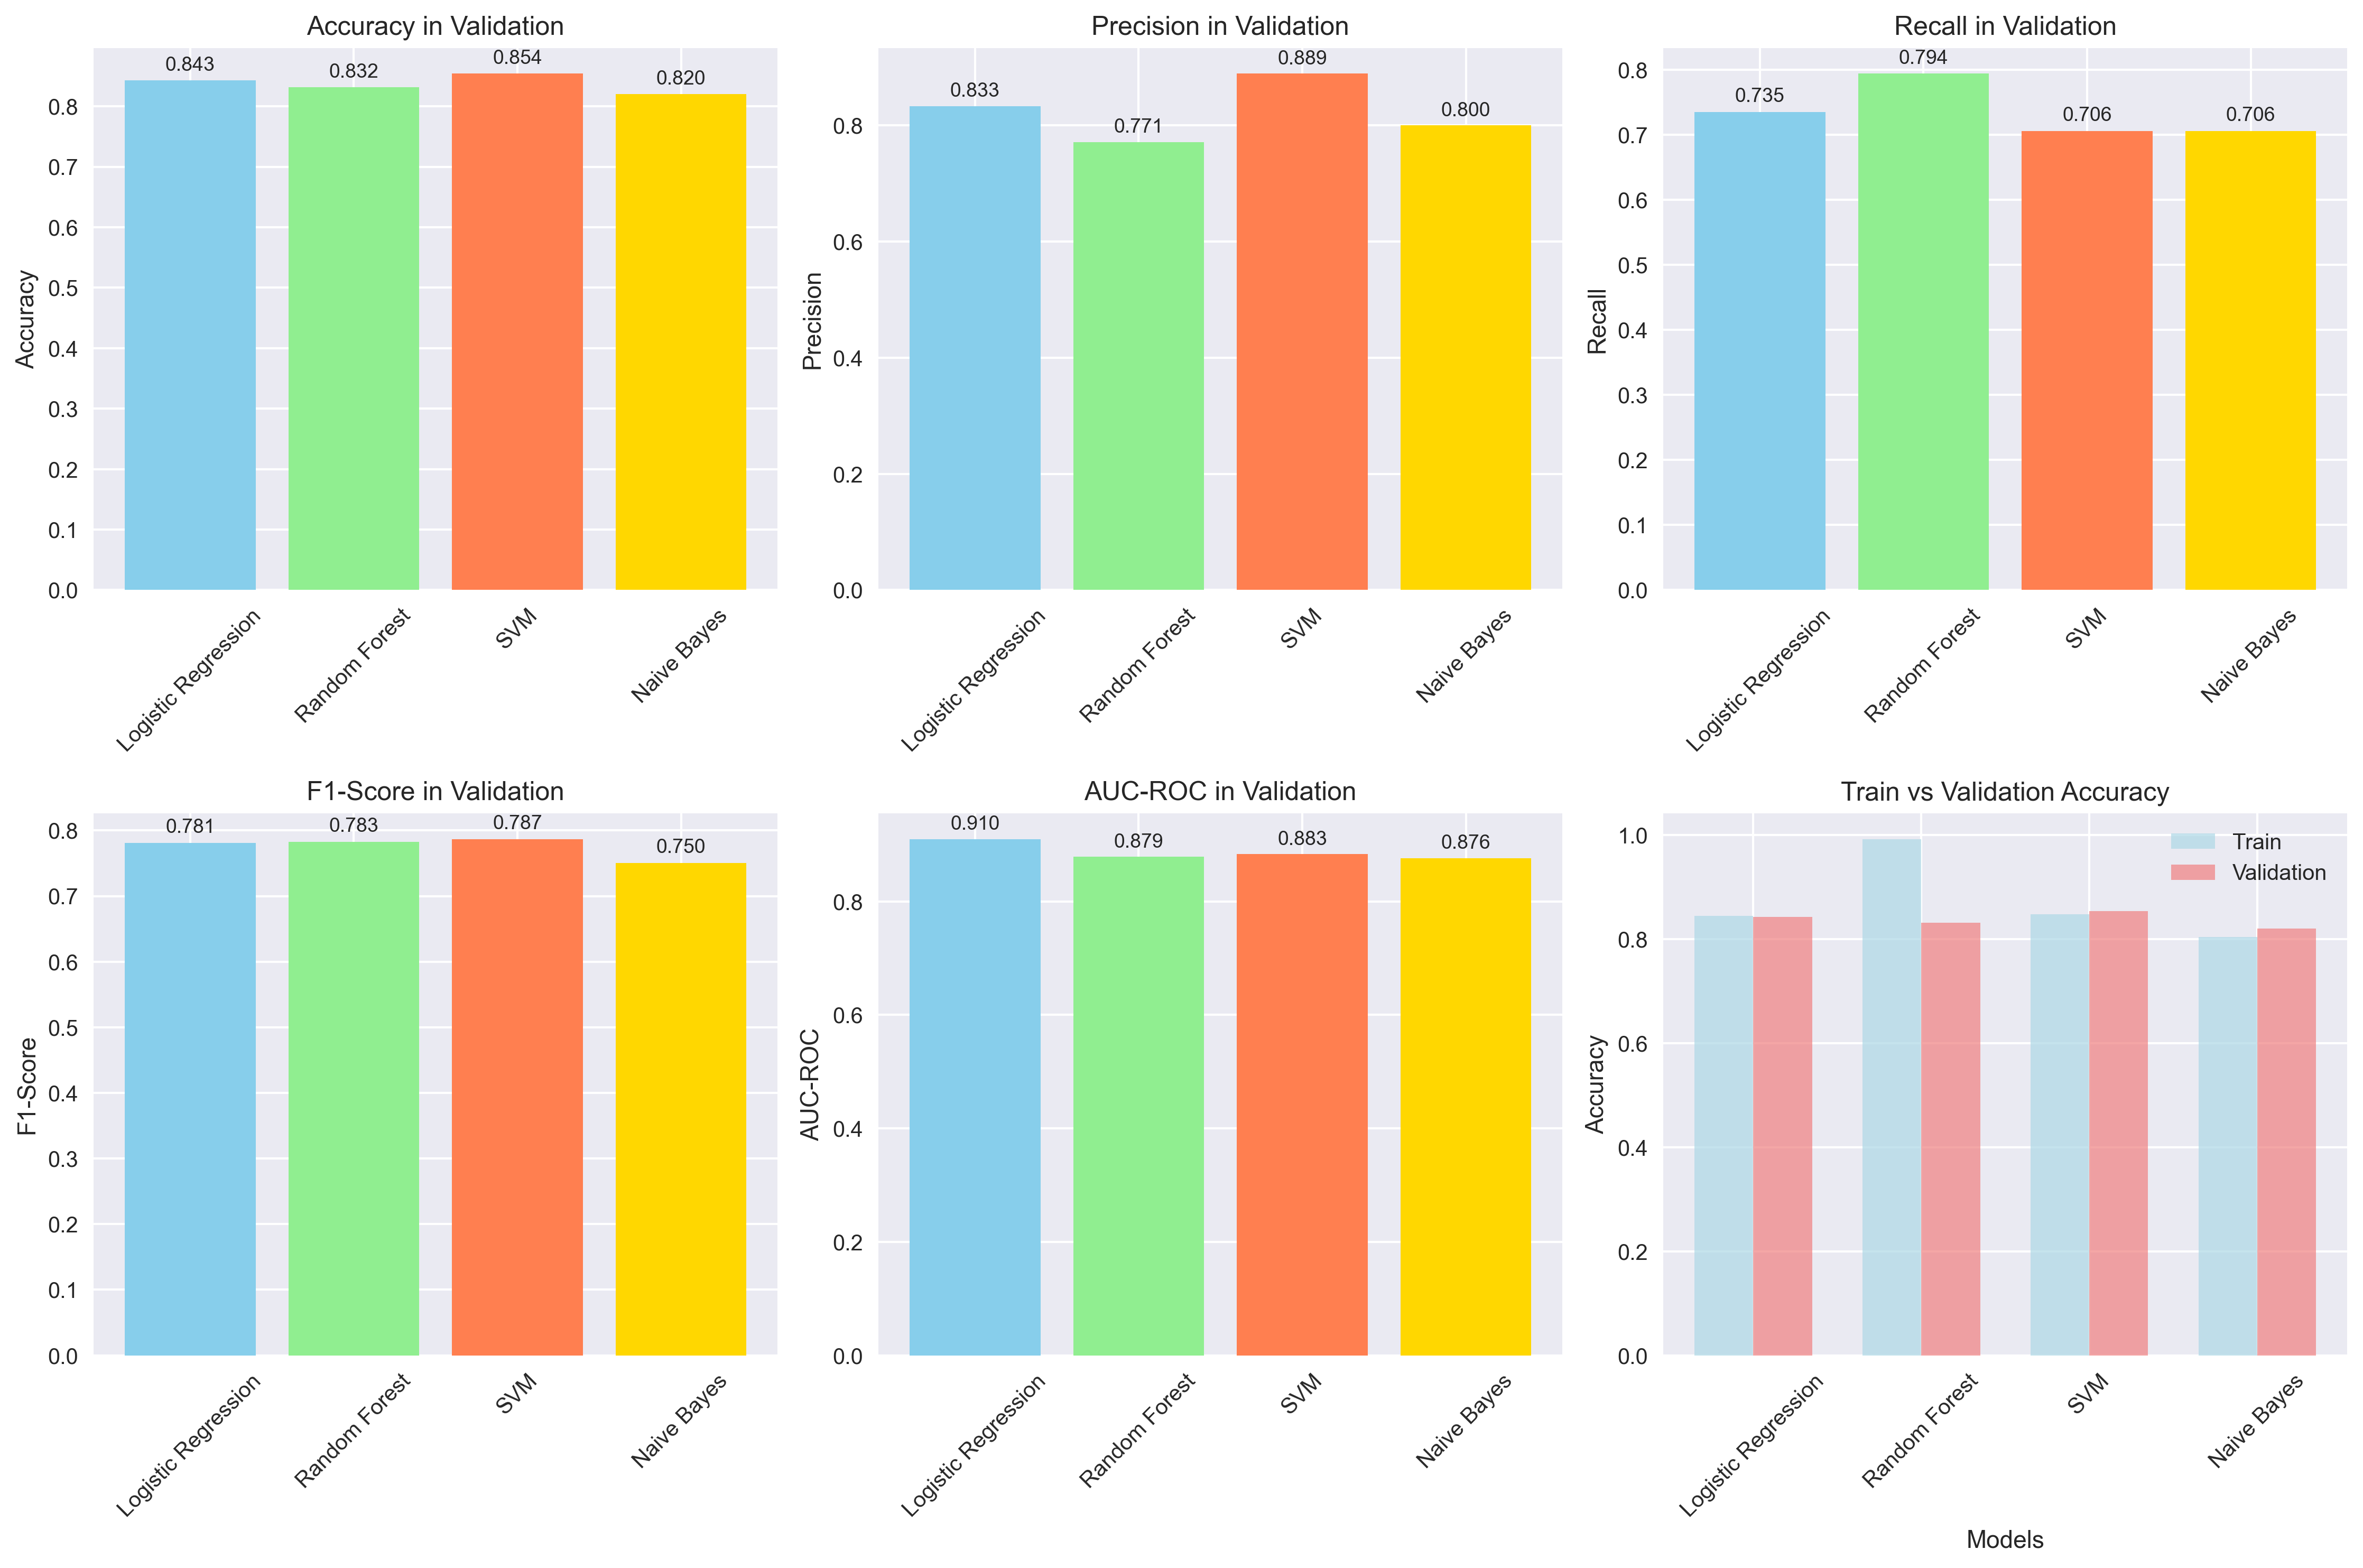 Accuracy in Validation
Accuracy
0.8
0.7
0.6
0.5
0.4
0.3
0.2
0.1
0.0
0.843
0.832
0.854
0.820
Logistic Regression
Random Forest
SVM
Naive Bayes
Precision in Validation
Precision
0.8
0.6
0.4
0.2
0.0
0.833
0.771
0.889
0.800
Logistic Regression
Random Forest
SVM
Naive Bayes
Recall in Validation
Recall
0.8
0.7
0.6
0.5
0.4
0.3
0.2
0.1
0.0
0.735
0.794
0.706
0.706
Logistic Regression
Random Forest
SVM
Naive Bayes
F1-Score in Validation
F1-Score
0.8
0.7
0.6
0.5
0.4
0.3
0.2
0.1
0.0
0.781
0.783
0.787
0.750
Logistic Regression
Random Forest
SVM
Naive Bayes
AUC-ROC in Validation
AUC-ROC
0.8
0.6
0.4
0.2
0.0
0.910
0.879
0.883
0.876
Logistic Regression
Random Forest
SVM
Naive Bayes
Train vs Validation Accuracy
Accuracy
1.0
0.8
0.6
0.4
0.2
0.0
Train
Validation
Logistic Regression
Random Forest
SVM
Naive Bayes
Models